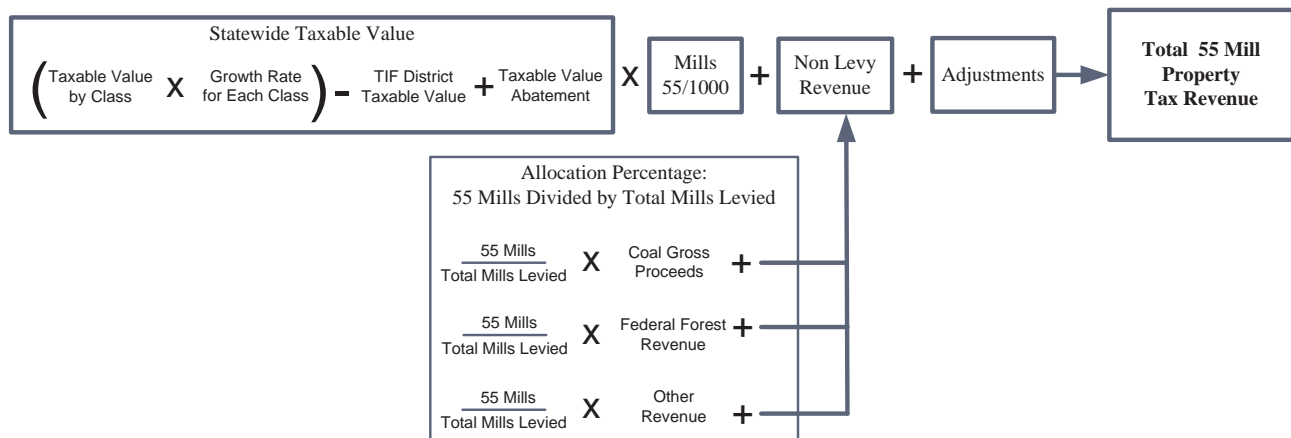 Statewide Taxable Value
( Taxable Value
by Class
X
Growth Rate
for Each Class
)
-
TIF District
Taxable Value
+
Taxable Value
Abatement
X
Mills
55/1000
+
Non Levy
Revenue
+
Adjustments
Total 55 Mill
Property
Tax Revenue
Allocation Percentage:
55 Mills Divided by Total Mills Levied
55 Mills
Total Mills Levied
X
Coal Gross
Proceeds
+
55 Mills
Total Mills Levied
X
Federal Forest
Revenue
+
55 Mills
Total Mills Levied
X
Other
Revenue
+